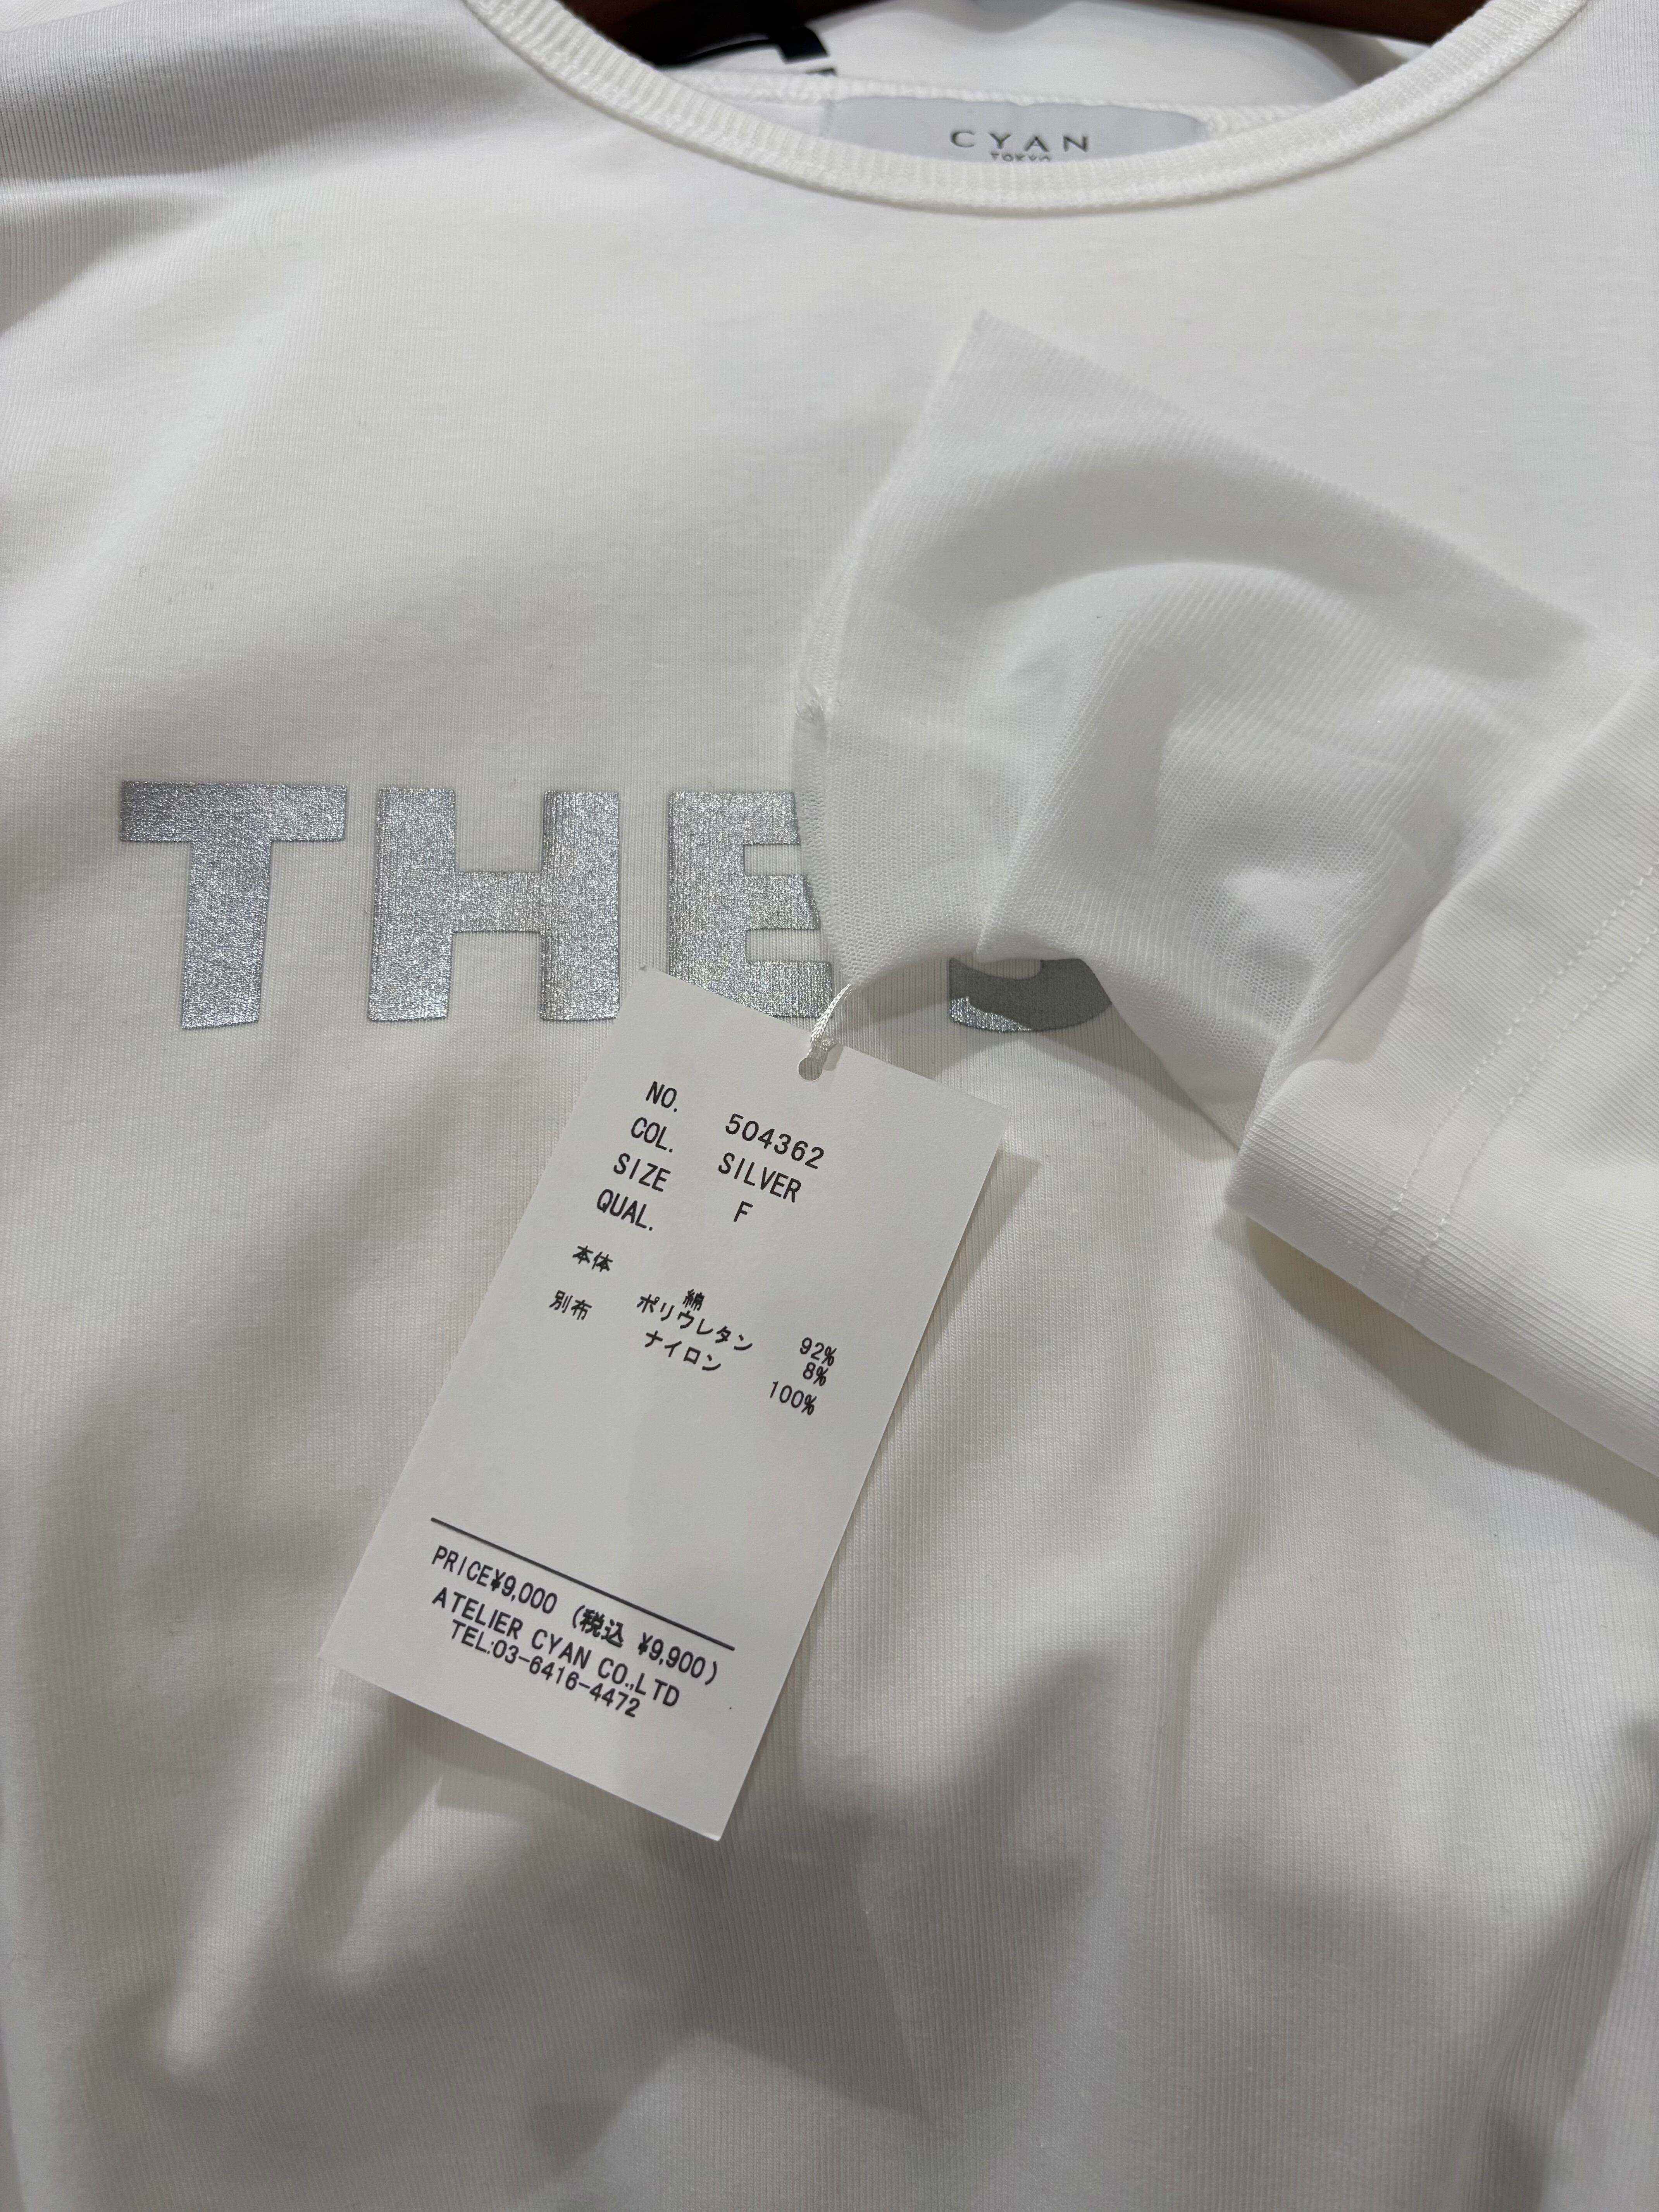 CYAN
TOKYO
THE
NO. 504362
COL. SILVER
SIZE F
QUAL.
本体 綿 92%
ポリウレタン 8%
別布 ナイロン 100%
PRICE¥9,000 (税込 ¥9,900)
ATELIER CYAN CO.,LTD
TEL:03-6416-4472